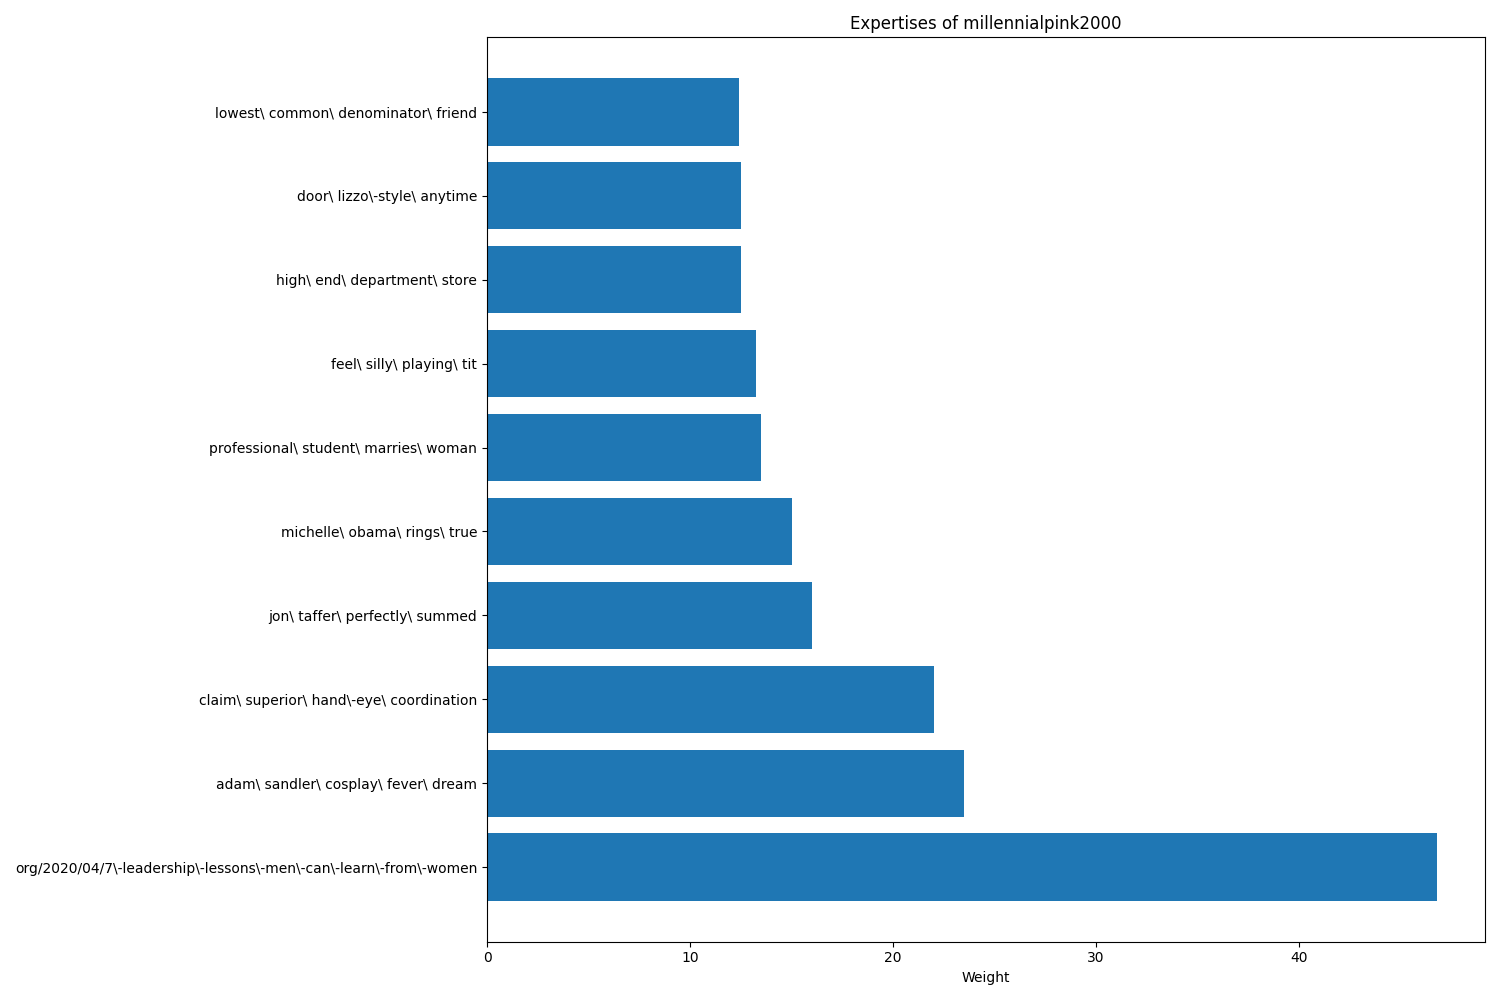 Expertises of millennialpink2000
lowest\ common\ denominator\ friend
door\ lizzo\-style\ anytime
high\ end\ department\ store
feel\ silly\ playing\ tit
professional\ student\ marries\ woman
michelle\ obama\ rings\ true
jon\ taffer\ perfectly\ summed
claim\ superior\ hand\-eye\ coordination
adam\ sandler\ cosplay\ fever\ dream
org/2020/04/7\-leadership\-lessons\-men\-can\-learn\-from\-women
0 10 20 30 40
Weight